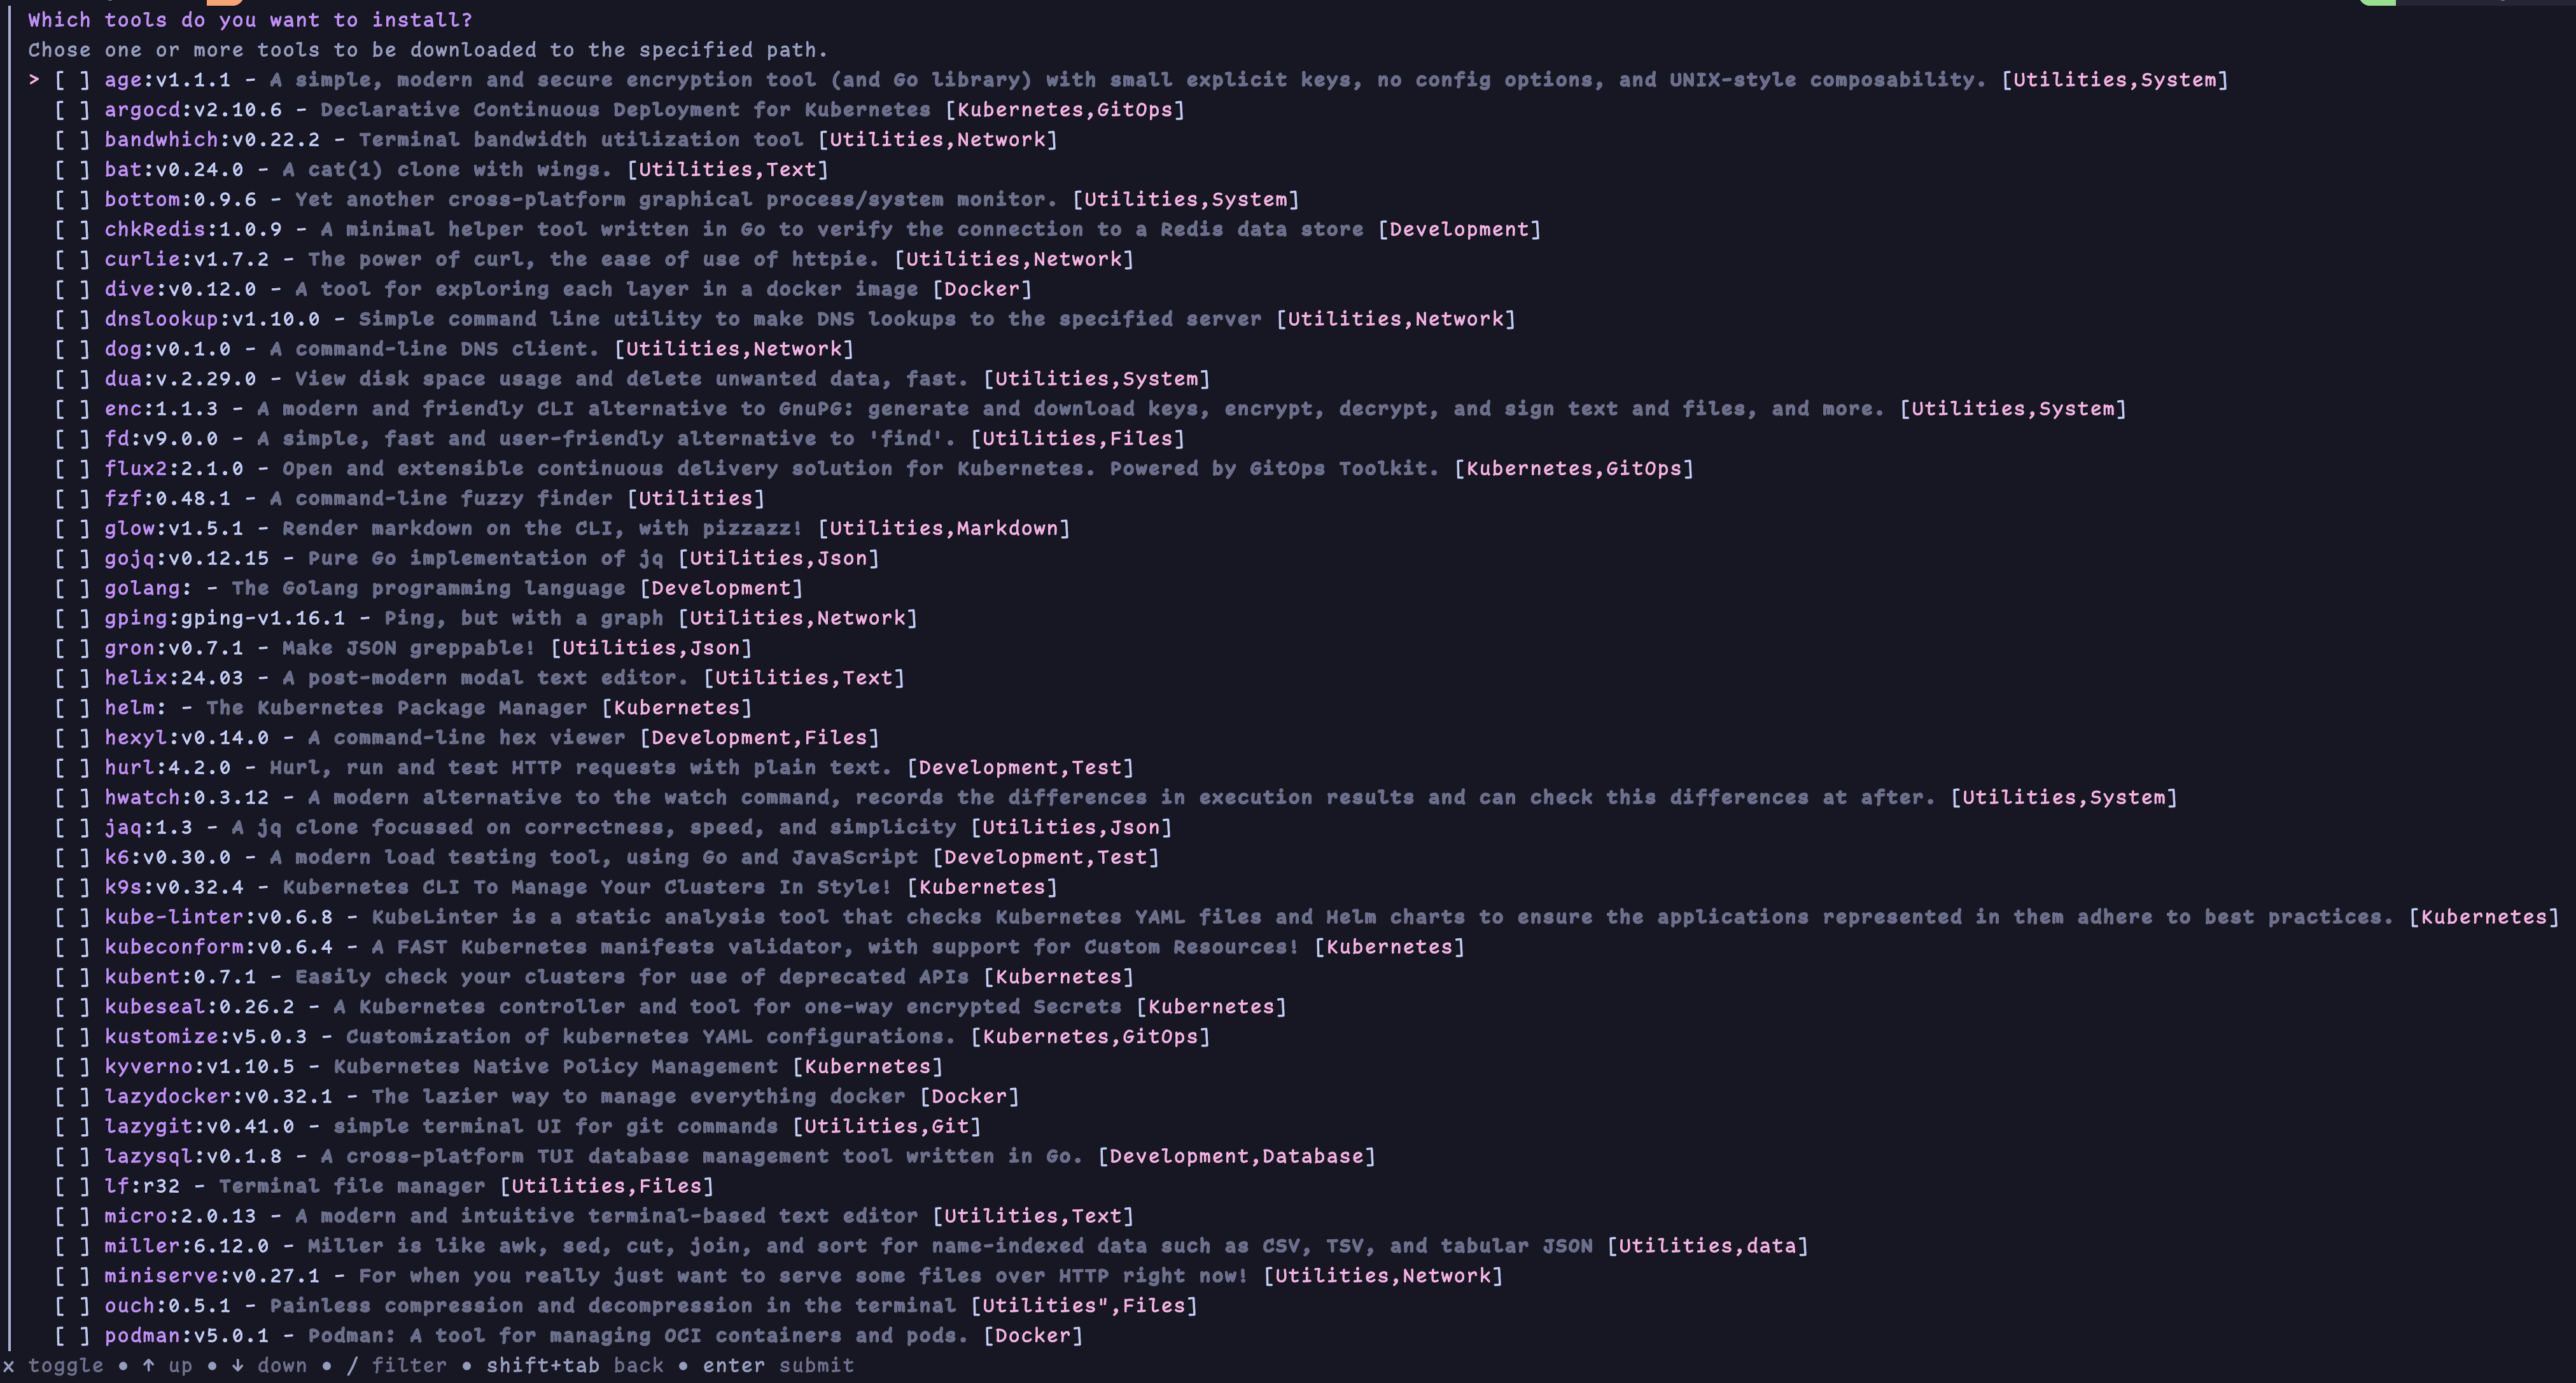 Which tools do you want to install?
Chose one or more tools to be downloaded to the specified path.
> [ ] age:v1.1.1 - A simple, modern and secure encryption tool (and Go library) with small explicit keys, no config options, and UNIX-style composability. [Utilities,System]
[ ] argocd:v2.10.6 - Declarative Continuous Deployment for Kubernetes [Kubernetes,GitOps]
[ ] bandwhich:v0.22.2 - Terminal bandwidth utilization tool [Utilities,Network]
[ ] bat:v0.24.0 - A cat(1) clone with wings. [Utilities,Text]
[ ] bottom:0.9.6 - Yet another cross-platform graphical process/system monitor. [Utilities,System]
[ ] chkRedis:1.0.9 - A minimal helper tool written in Go to verify the connection to a Redis data store [Development]
[ ] curlie:v1.7.2 - The power of curl, the ease of use of httpie. [Utilities,Network]
[ ] dive:v0.12.0 - A tool for exploring each layer in a docker image [Docker]
[ ] dnslookup:v1.10.0 - Simple command line utility to make DNS lookups to the specified server [Utilities,Network]
[ ] dog:v0.1.0 - A command-line DNS client. [Utilities,Network]
[ ] dua:v.2.29.0 - View disk space usage and delete unwanted data, fast. [Utilities,System]
[ ] enc:1.1.3 - A modern and friendly CLI alternative to GnuPG: generate and download keys, encrypt, decrypt, and sign text and files, and more. [Utilities,System]
[ ] fd:v9.0.0 - A simple, fast and user-friendly alternative to 'find'. [Utilities,Files]
[ ] flux2:2.1.0 - Open and extensible continuous delivery solution for Kubernetes. Powered by GitOps Toolkit. [Kubernetes,GitOps]
[ ] fzf:0.48.1 - A command-line fuzzy finder [Utilities]
[ ] glow:v1.5.1 - Render markdown on the CLI, with pizzazz! [Utilities,Markdown]
[ ] gojq:v0.12.15 - Pure Go implementation of jq [Utilities,Json]
[ ] golang: - The Golang programming language [Development]
[ ] gping:gping-v1.16.1 - Ping, but with a graph [Utilities,Network]
[ ] gron:v0.7.1 - Make JSON greppable! [Utilities,Json]
[ ] helix:24.03 - A post-modern modal text editor. [Utilities,Text]
[ ] helm: - The Kubernetes Package Manager [Kubernetes]
[ ] hexyl:v0.14.0 - A command-line hex viewer [Development,Files]
[ ] hurl:4.2.0 - Hurl, run and test HTTP requests with plain text. [Development,Test]
[ ] hwatch:0.3.12 - A modern alternative to the watch command, records the differences in execution results and can check this differences at after. [Utilities,System]
[ ] jaq:1.3 - A jq clone focussed on correctness, speed, and simplicity [Utilities,Json]
[ ] k6:v0.30.0 - A modern load testing tool, using Go and JavaScript [Development,Test]
[ ] k9s:v0.32.4 - Kubernetes CLI To Manage Your Clusters In Style! [Kubernetes]
[ ] kube-linter:v0.6.8 - KubeLinter is a static analysis tool that checks Kubernetes YAML files and Helm charts to ensure the applications represented in them adhere to best practices. [Kubernetes]
[ ] kubeconform:v0.6.4 - A FAST Kubernetes manifests validator, with support for Custom Resources! [Kubernetes]
[ ] kubent:0.7.1 - Easily check your clusters for use of deprecated APIs [Kubernetes]
[ ] kubeseal:0.26.2 - A Kubernetes controller and tool for one-way encrypted Secrets [Kubernetes]
[ ] kustomize:v5.0.3 - Customization of kubernetes YAML configurations. [Kubernetes,GitOps]
[ ] kyverno:v1.10.5 - Kubernetes Native Policy Management [Kubernetes]
[ ] lazydocker:v0.32.1 - The lazier way to manage everything docker [Docker]
[ ] lazygit:v0.41.0 - simple terminal UI for git commands [Utilities,Git]
[ ] lazysql:v0.1.8 - A cross-platform TUI database management tool written in Go. [Development,Database]
[ ] lf:r32 - Terminal file manager [Utilities,Files]
[ ] micro:2.0.13 - A modern and intuitive terminal-based text editor [Utilities,Text]
[ ] miller:6.12.0 - Miller is like awk, sed, cut, join, and sort for name-indexed data such as CSV, TSV, and tabular JSON [Utilities,data]
[ ] miniserve:v0.27.1 - For when you really just want to serve some files over HTTP right now! [Utilities,Network]
[ ] ouch:0.5.1 - Painless compression and decompression in the terminal [Utilities",Files]
[ ] podman:v5.0.1 - Podman: A tool for managing OCI containers and pods. [Docker]
x toggle • ↑ up • ↓ down • / filter • shift+tab back • enter submit